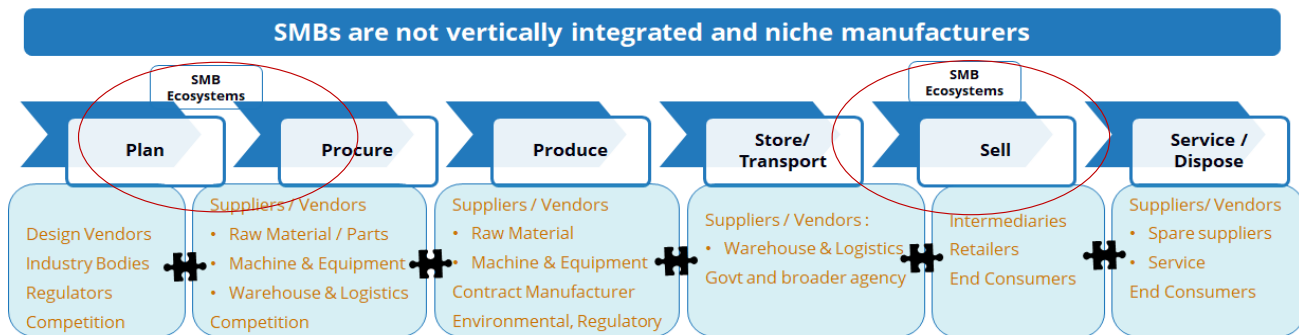 SMBs are not vertically integrated and niche manufacturers
SMB
Ecosystems
SMB
Ecosystems
Plan
Procure
Produce
Store/
Transport
Sell
Service /
Dispose
Design Vendors
Industry Bodies
Regulators
Competition
Suppliers / Vendors
• Raw Material / Parts
• Machine & Equipment
• Warehouse & Logistics
Competition
Suppliers / Vendors
• Raw Material
• Machine & Equipment
Contract Manufacturer
Environmental, Regulatory
Suppliers / Vendors :
• Warehouse & Logistics
Govt and broader agency
Intermediaries
Retailers
End Consumers
Suppliers/ Vendors
• Spare suppliers
• Service
End Consumers